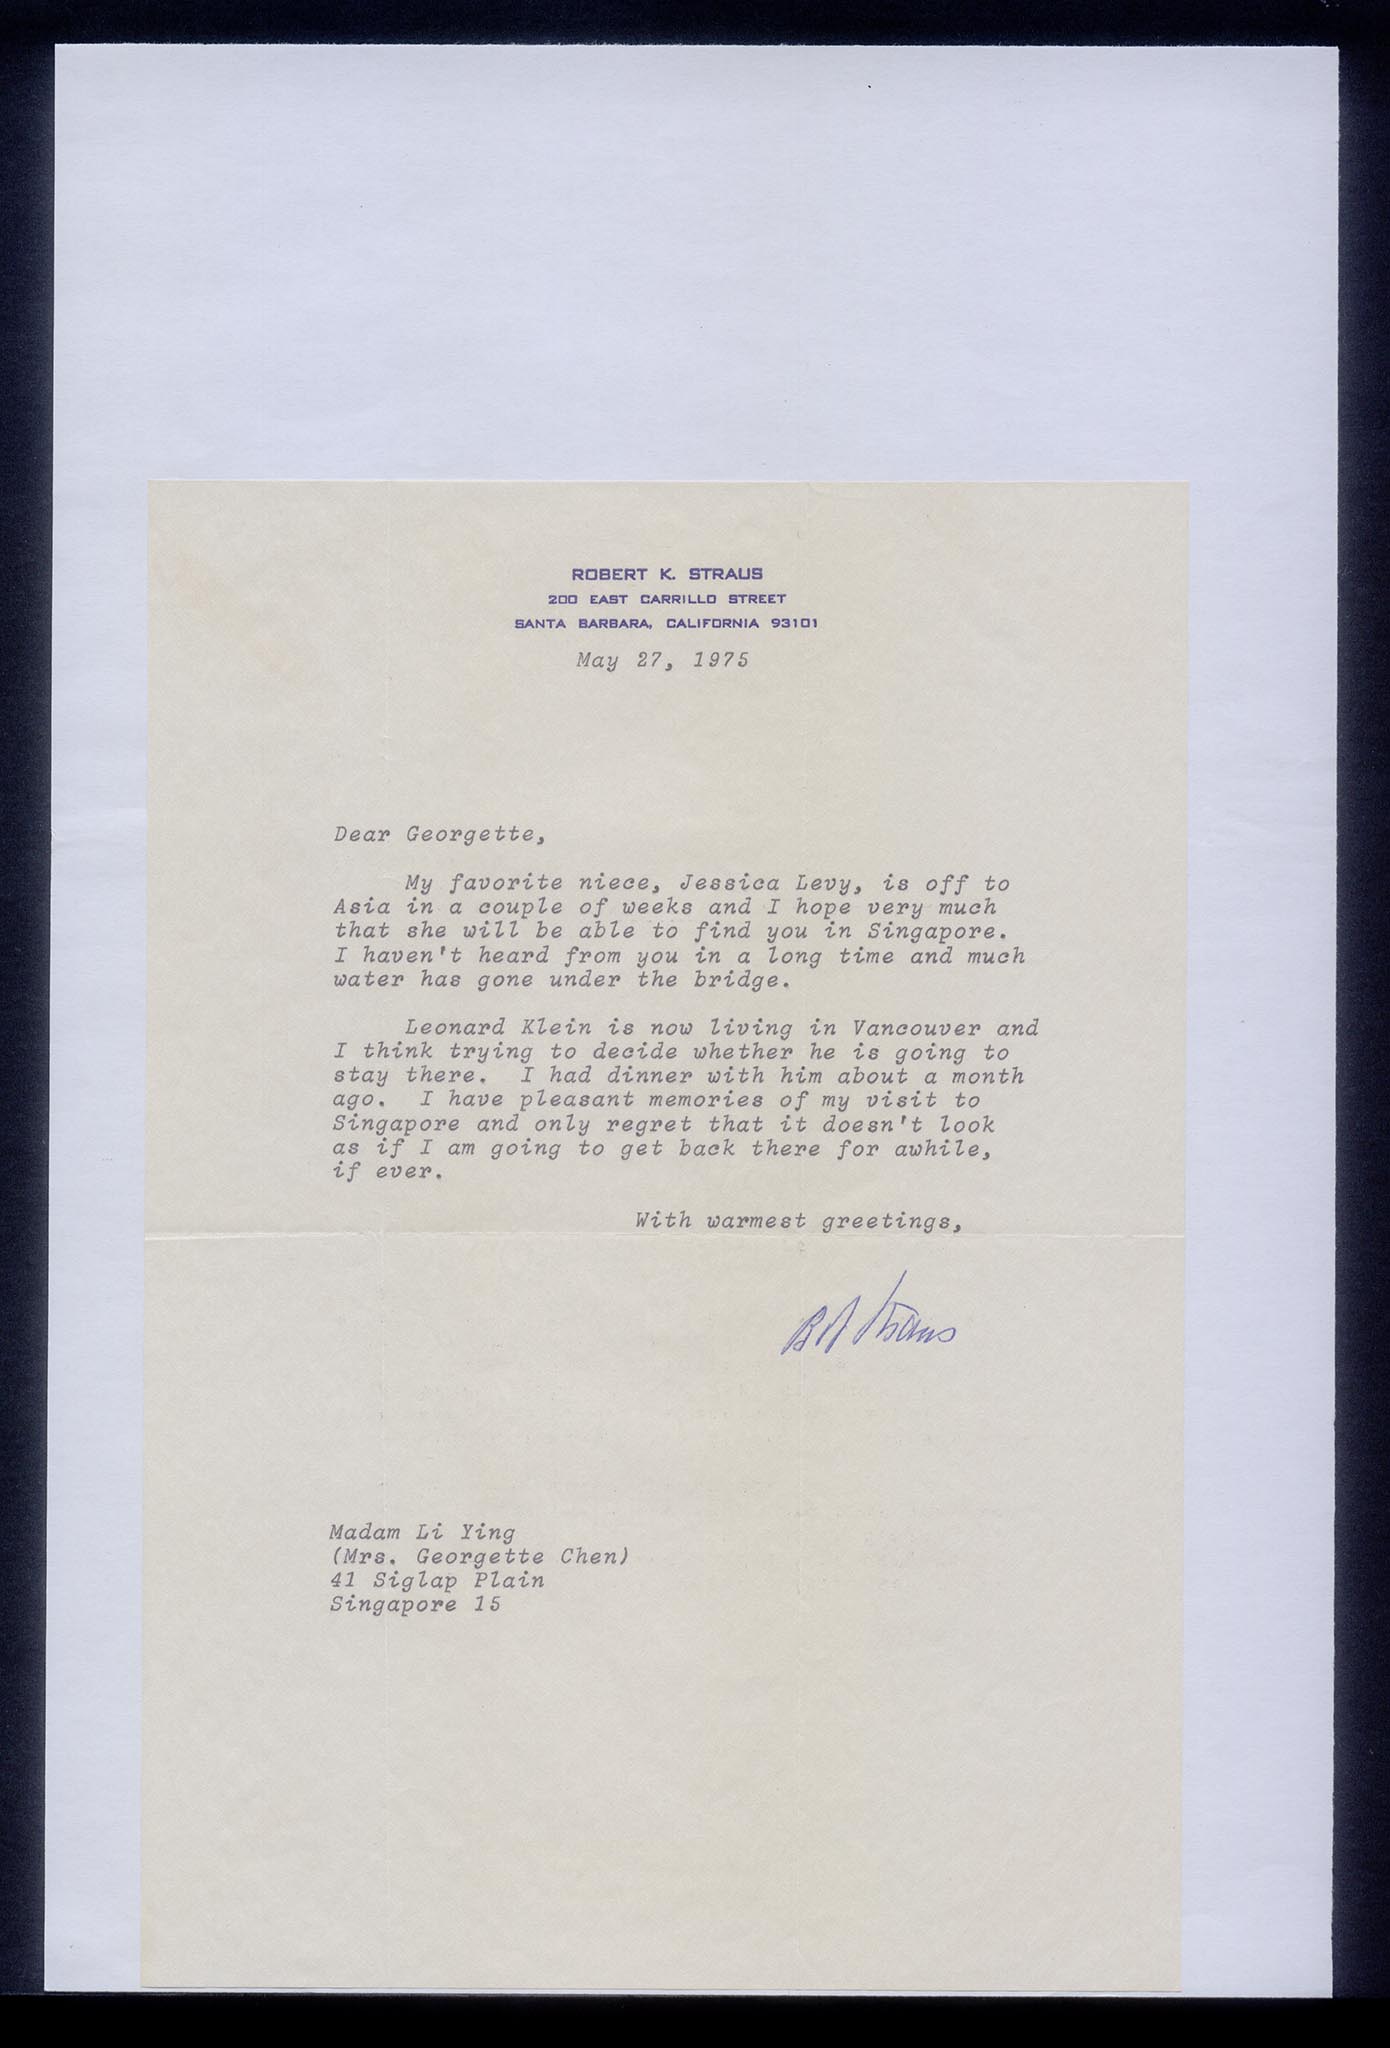 ROBERT K. STRAUS
200 EAST CARRILLO STREET
SANTA BARBARA, CALIFORNIA 93101
May 27, 1975
Dear Georgette,
My favorite niece, Jessica Levy, is off to
Asia in a couple of weeks and I hope very much
that she will be able to find you in Singapore.
I haven't heard from you in a long time and much
water has gone under the bridge.
Leonard Klein is now living in Vancouver and
I think trying to decide whether he is going to
stay there. I had dinner with him about a month
ago. I have pleasant memories of my visit to
Singapore and only regret that it doesn't look
as if I am going to get back there for awhile,
if ever.
With warmest greetings,
Bob Straus
Madam Li Ying
(Mrs. Georgette Chen)
41 Siglap Plain
Singapore 15